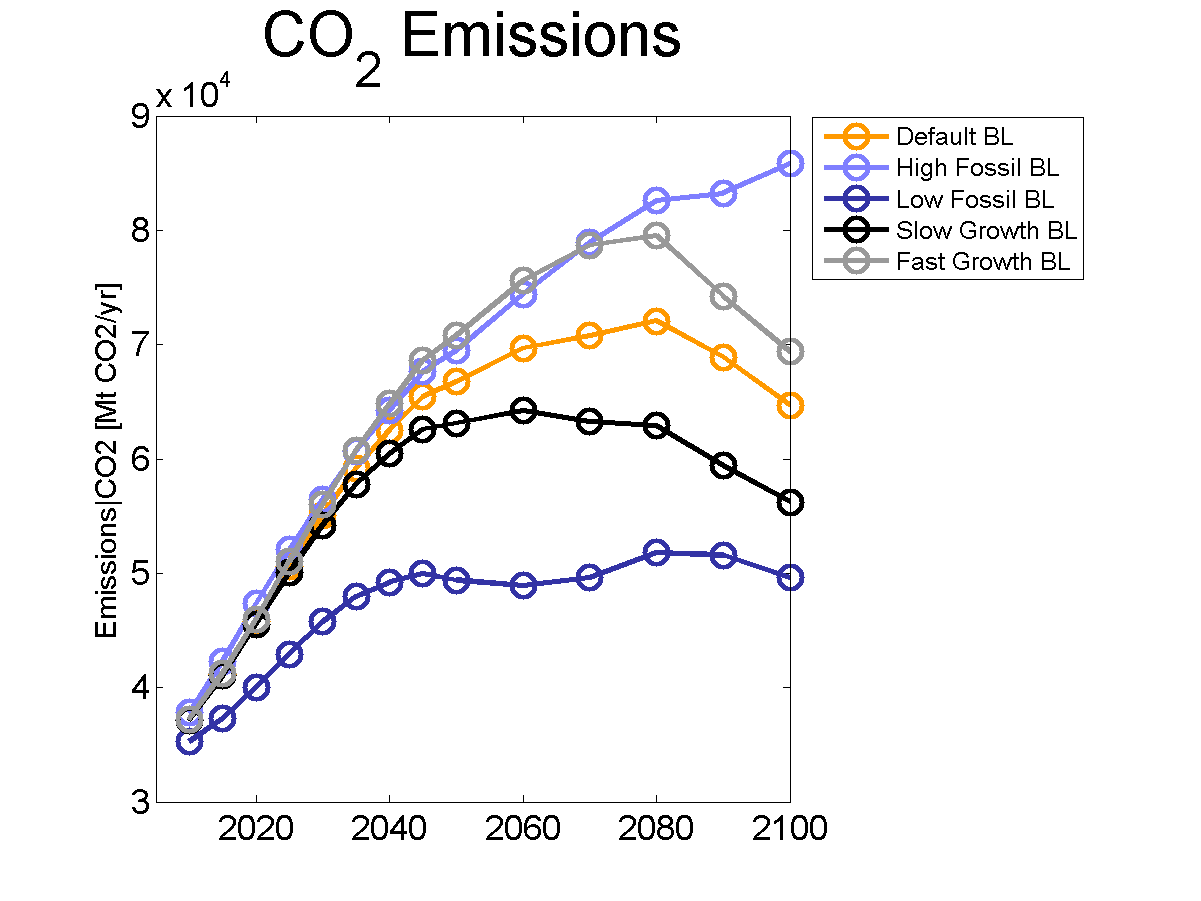 CO2 Emissions
x 10^4
9
8
7
6
5
4
3
Emissions|CO2 [Mt CO2/yr]
2020 2040 2060 2080 2100
Default BL
High Fossil BL
Low Fossil BL
Slow Growth BL
Fast Growth BL